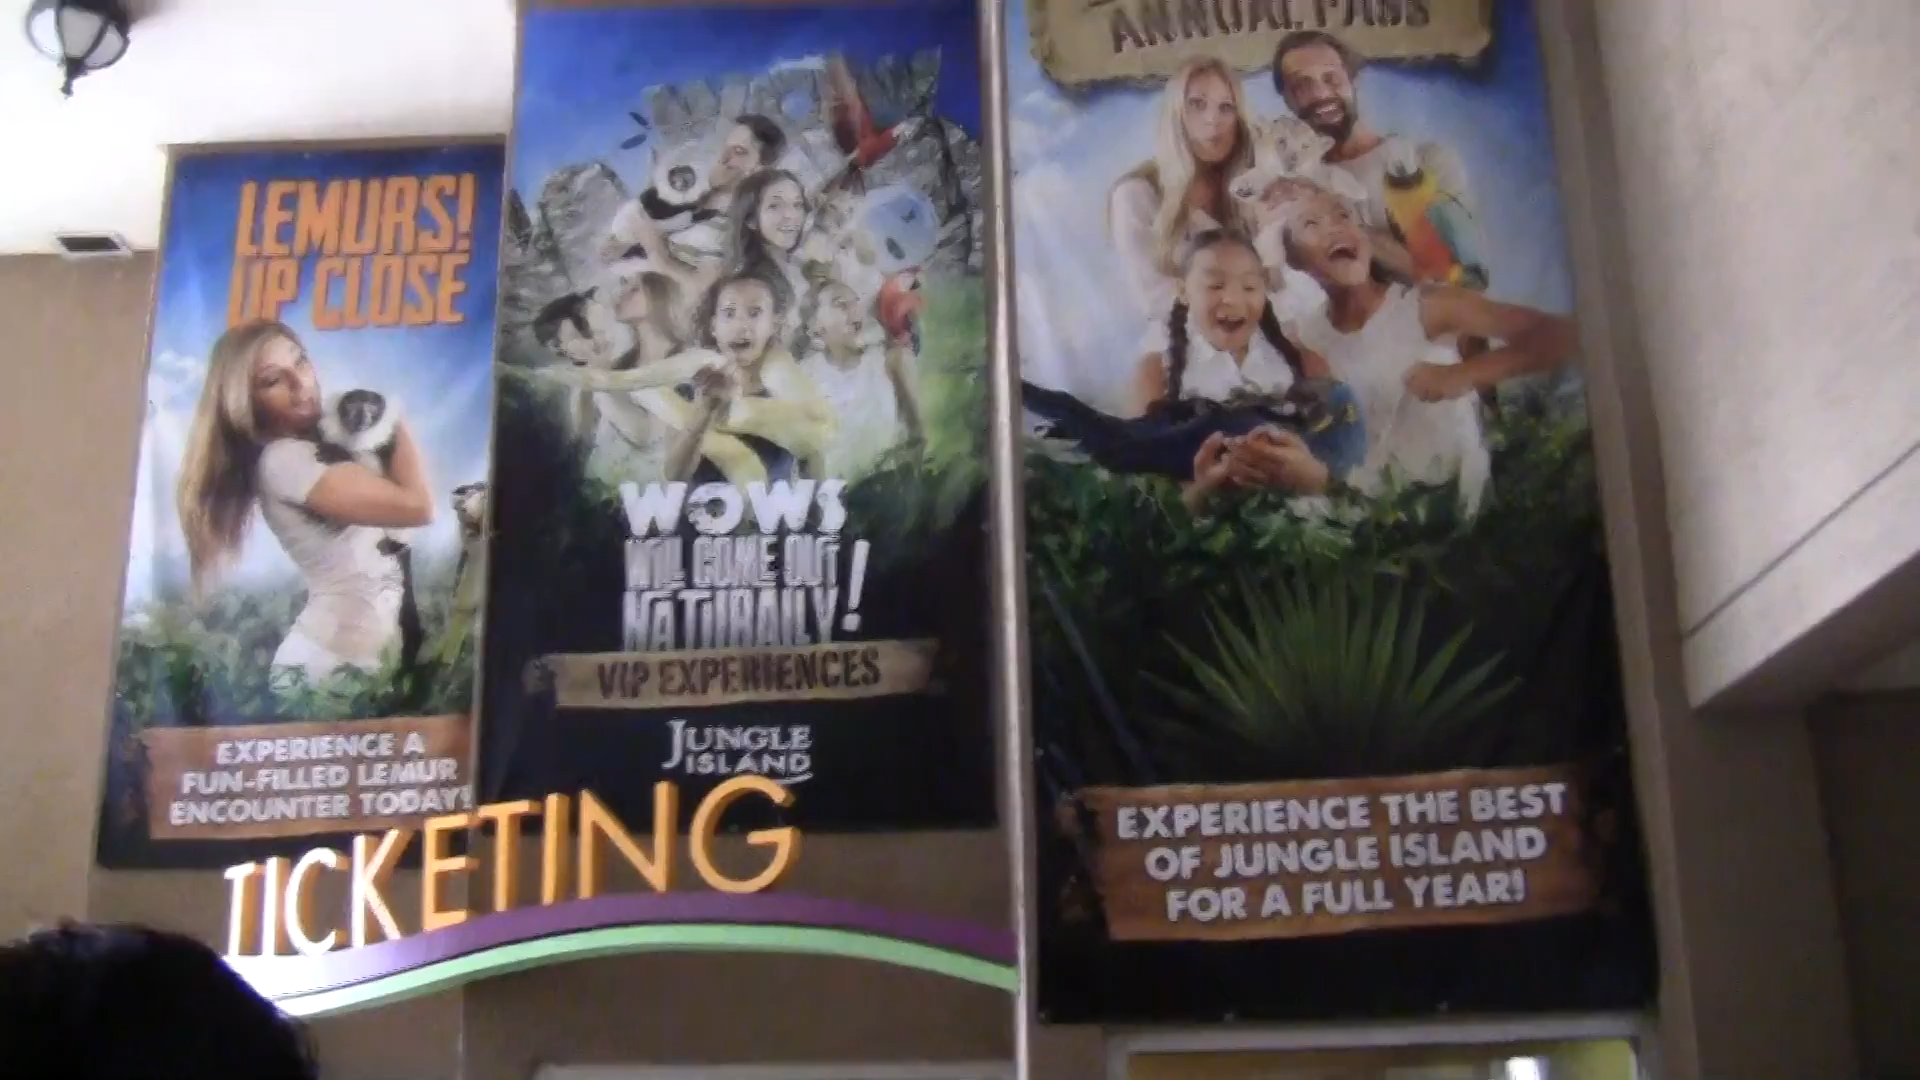 LEMURS!
UP CLOSE
EXPERIENCE A
FUN-FILLED LEMUR
ENCOUNTER TODAY!
WOW
WOWS
WILL COME OUT
NATURALLY!
VIP EXPERIENCES
JUNGLE
ISLAND
TICKETING
ANNUAL PASS
EXPERIENCE THE BEST
OF JUNGLE ISLAND
FOR A FULL YEAR!